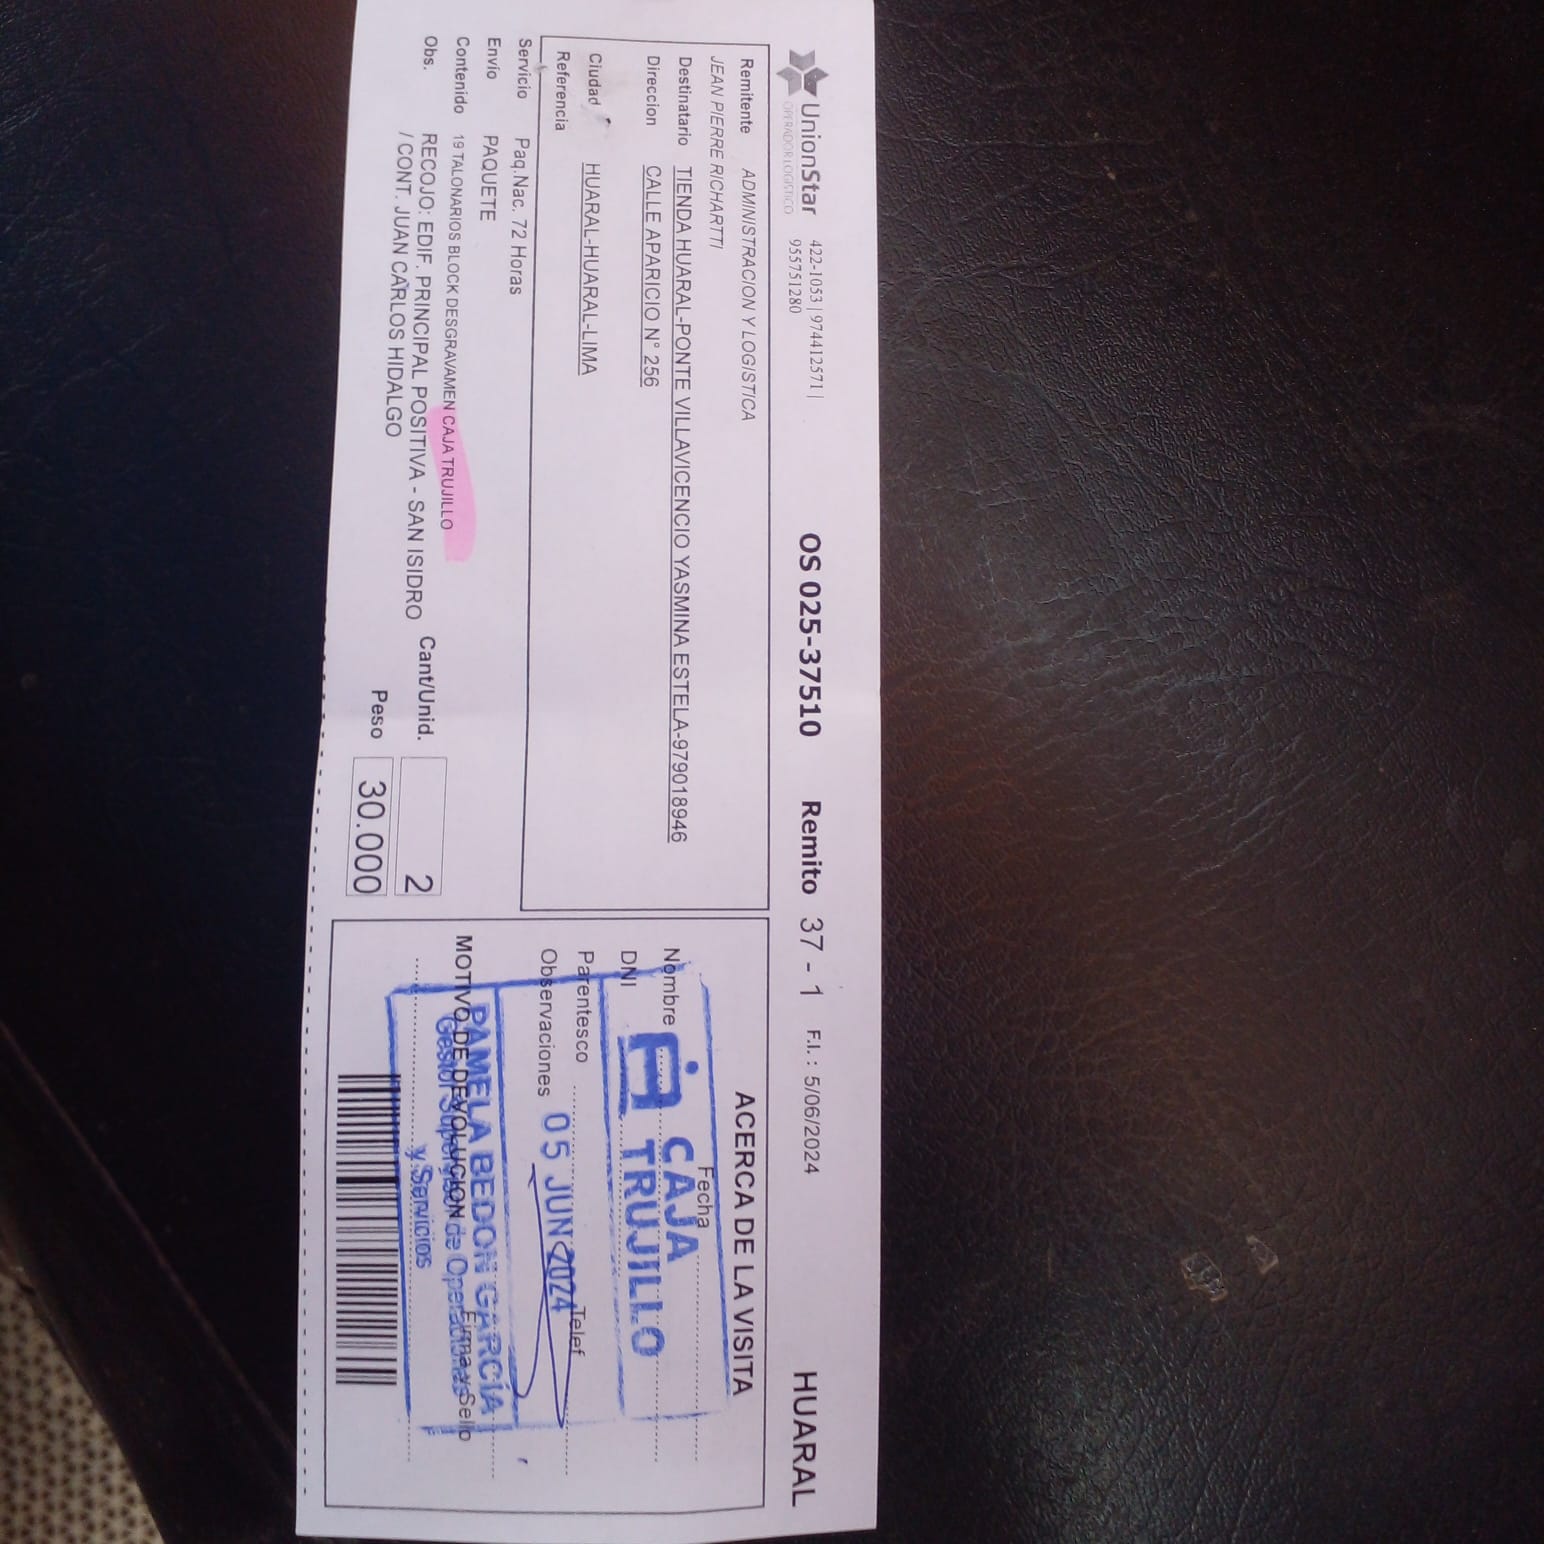 UnionStar 422-1053 | 974412571 |
OPERADOR LOGISTICO 955751280
OS 025-37510 Remito 37 - 1 F.I.: 5/06/2024 HUARAL
Remitente ADMINISTRACION Y LOGISTICA
JEAN PIERRE RICHARTTI
Destinatario TIENDA HUARAL-PONTE VILLAVICENCIO YASMINA ESTELA-979018946
Direccion CALLE APARICIO N° 256
Ciudad HUARAL-HUARAL-LIMA
Referencia
Servicio Paq.Nac. 72 Horas
Envío PAQUETE
Contenido 19 TALONARIOS BLOCK DESGRAVAMEN CAJA TRUJILLO
Obs. RECOJO: EDIF. PRINCIPAL POSITIVA - SAN ISIDRO
/ CONT. JUAN CARLOS HIDALGO
Cant/Unid. 2
Peso 30.000
ACERCA DE LA VISITA
Fecha
Nombre
DNI
Parentesco
Telef
Observaciones
MOTIVO DE DEVOLUCION
Firma y Sello
CAJA
TRUJILLO
05 JUN 2024
PAMELA BEDON GARCÍA
Gestor Supervisor de Operaciones
y Servicios